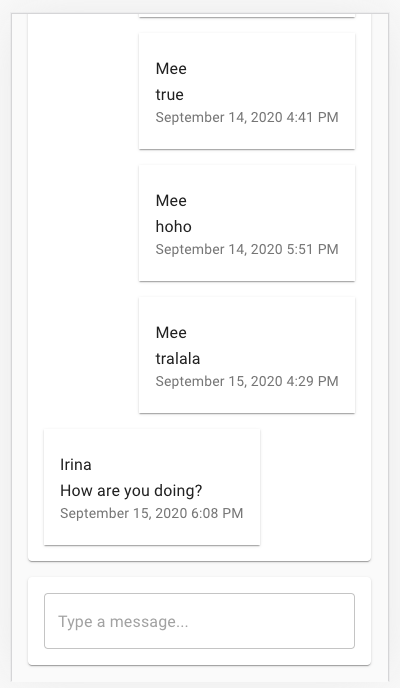 Mee
true
September 14, 2020 4:41 PM
Mee
hoho
September 14, 2020 5:51 PM
Mee
tralala
September 15, 2020 4:29 PM
Irina
How are you doing?
September 15, 2020 6:08 PM
Type a message...